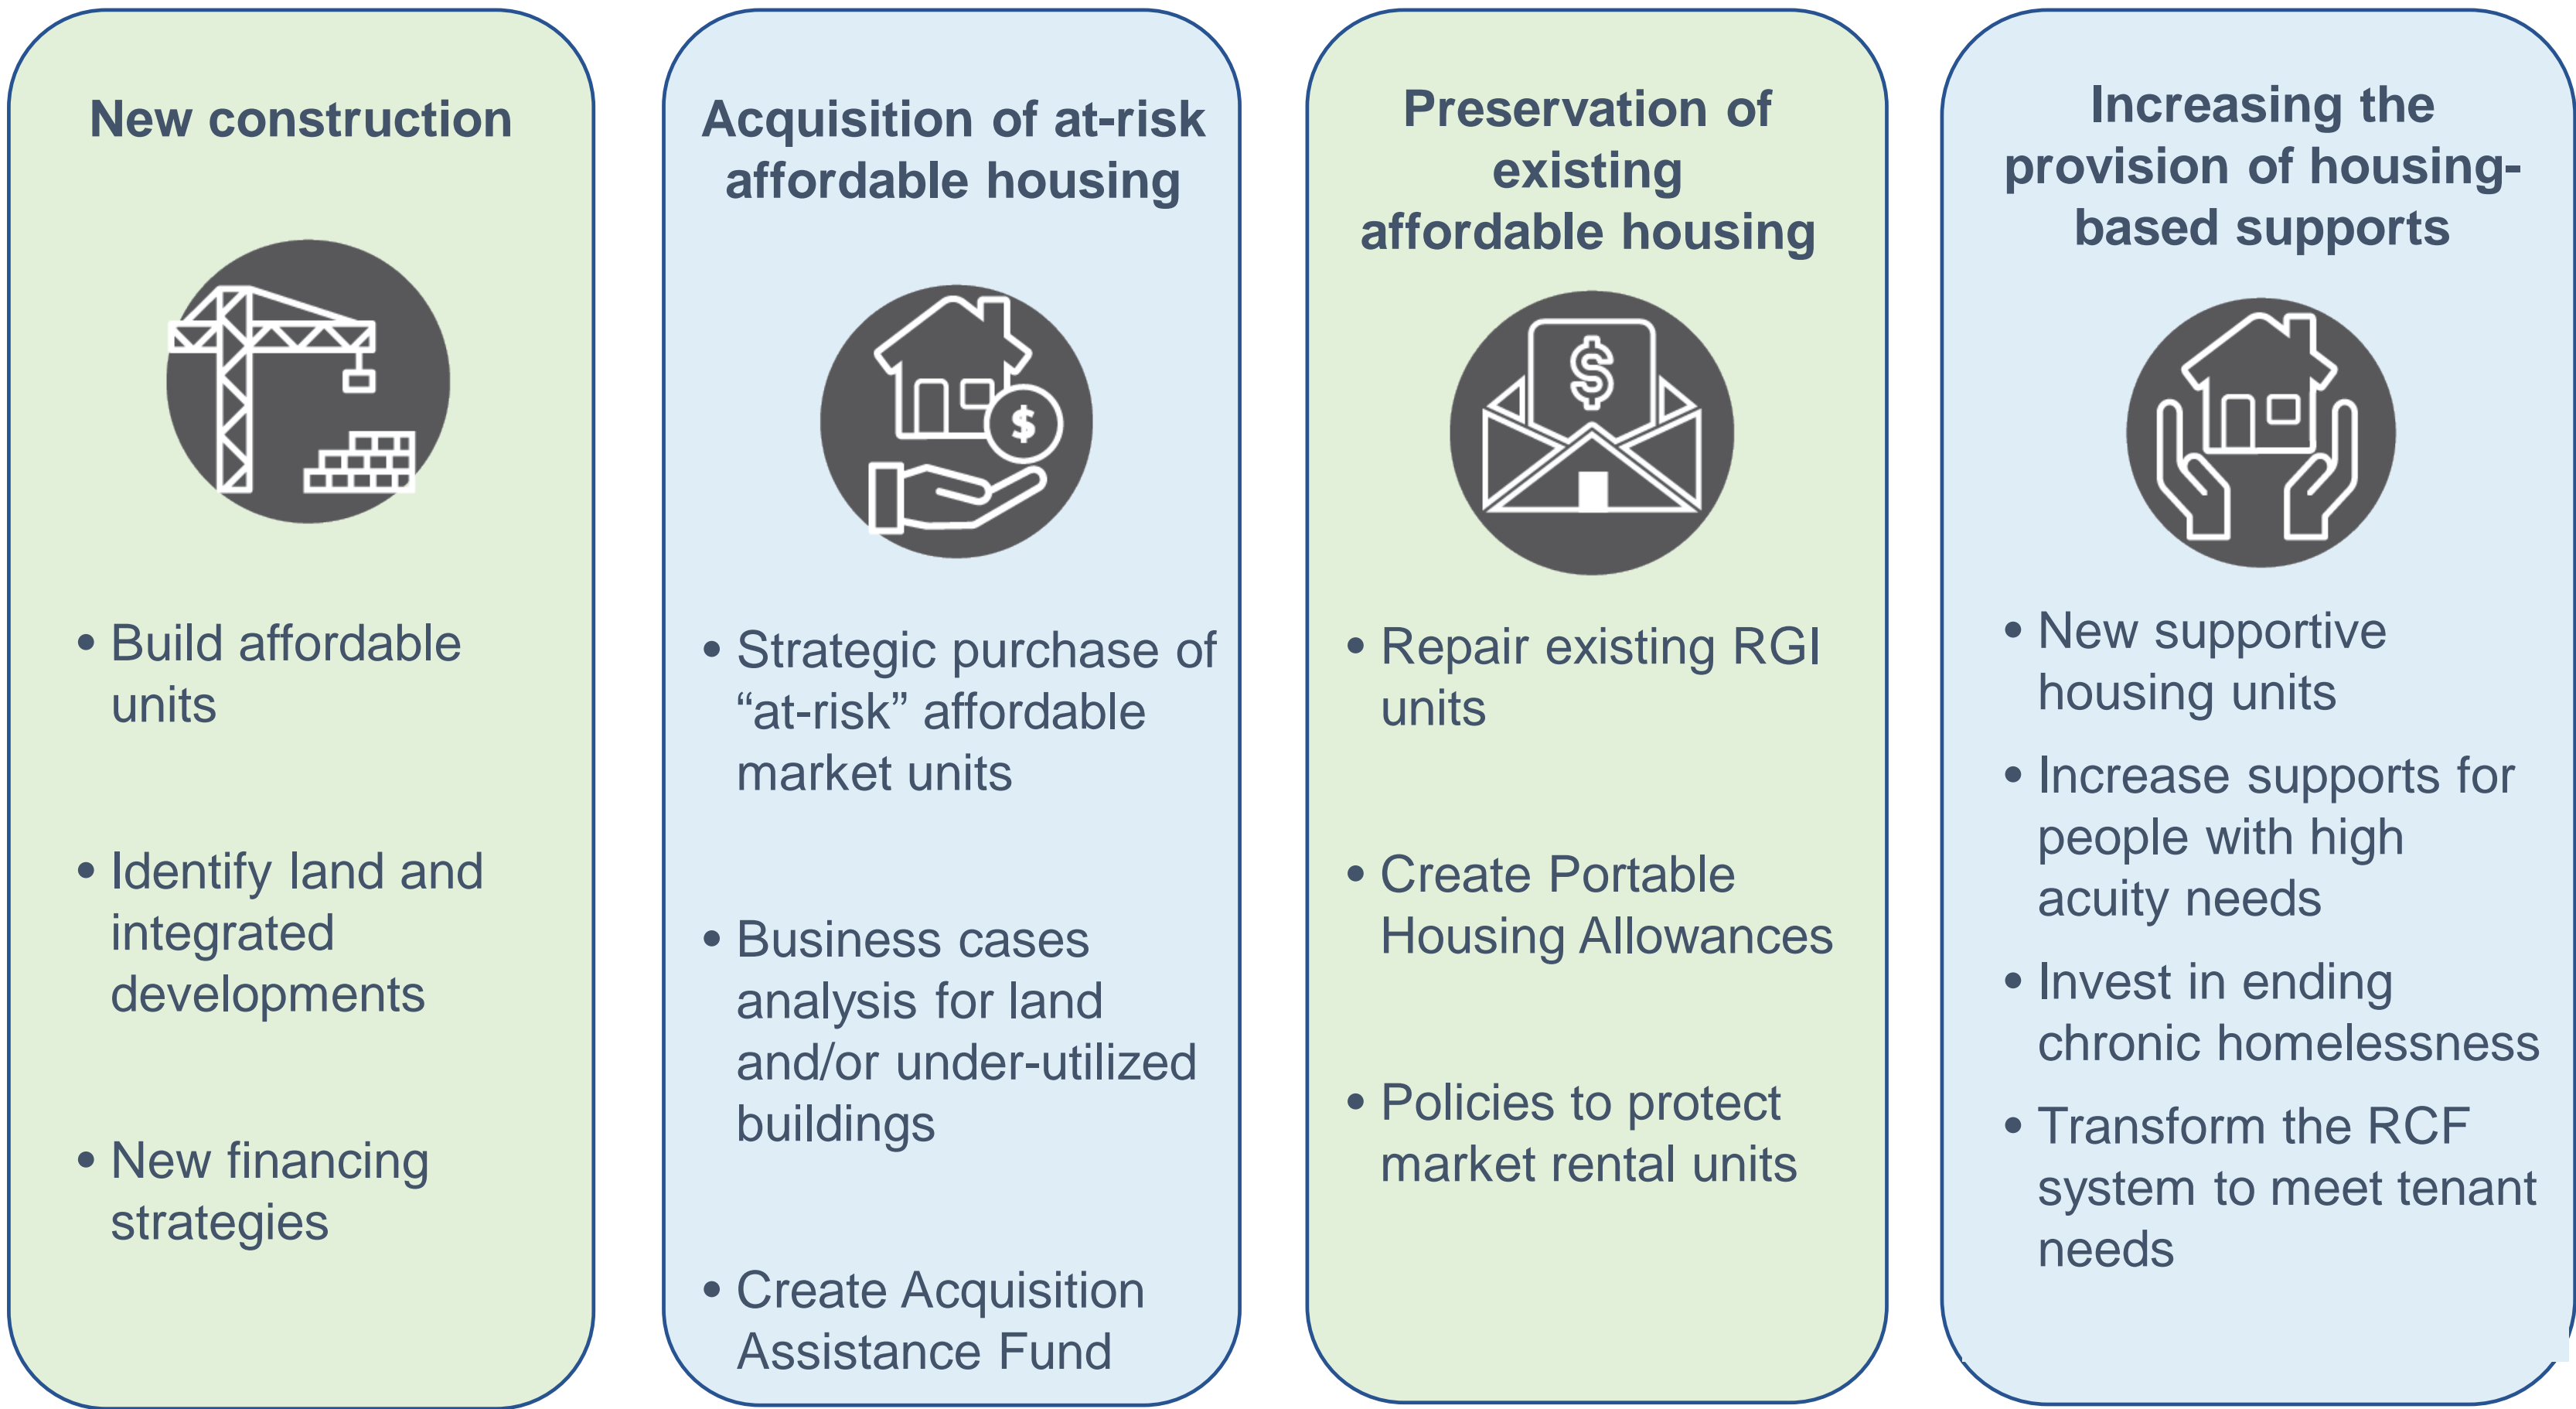 New construction
$
• Build affordable
units
• Identify land and
integrated
developments
• New financing
strategies
Acquisition of at-risk
affordable housing
$
• Strategic purchase of
“at-risk” affordable
market units
• Business cases
analysis for land
and/or under-utilized
buildings
• Create Acquisition
Assistance Fund
Preservation of
existing
affordable housing
• Repair existing RGI
units
• Create Portable
Housing Allowances
• Policies to protect
market rental units
Increasing the
provision of housing-
based supports
• New supportive
housing units
• Increase supports for
people with high
acuity needs
• Invest in ending
chronic homelessness
• Transform the RCF
system to meet tenant
needs